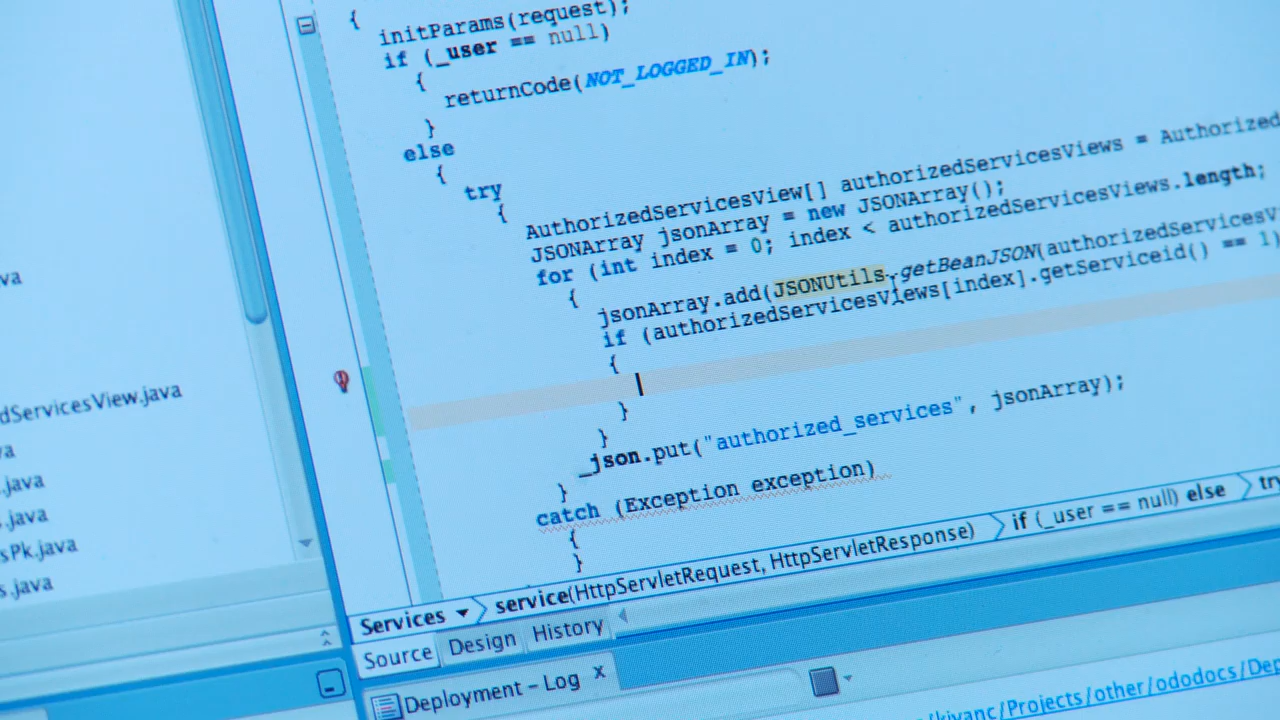 {
initParams(request);
if (_user == null)
{
returnCode(NOT_LOGGED_IN);
}
else
{
try
{
AuthorizedServicesView[] authorizedServicesViews = Authorized
JSONArray jsonArray = new JSONArray();
for (int index = 0; index < authorizedServicesViews.length;
{
jsonArray.add(JSONUtils.getBeanJSON(authorizedServicesV
if (authorizedServicesViews[index].getServiceid() == 1)
{
}
}
_json.put("authorized_services", jsonArray);
}
catch (Exception exception)
{
}
va
dServicesView.java
va
.java
s.java
sPk.java
s.java
Services service(HttpServletRequest, HttpServletResponse) if (_user == null) else try
Source Design History
Deployment - Log x
/kivanc/Projects/other/ododocs/Dep